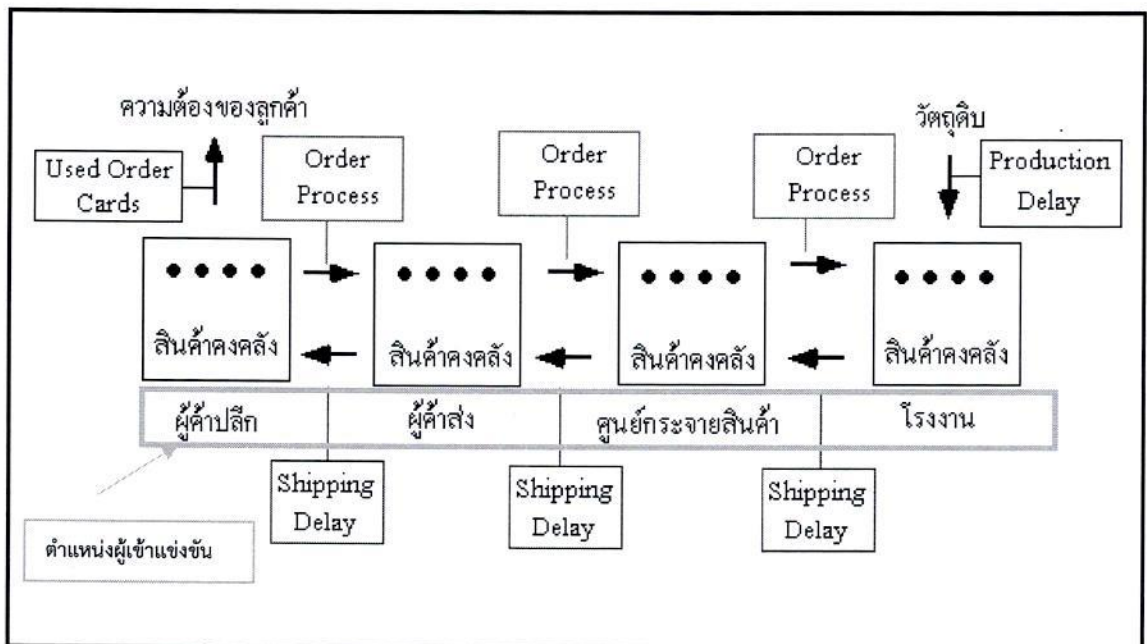 ความต้องของลูกค้า
วัตถุดิบ
Used Order
Cards
Order
Process
Order
Process
Order
Process
Production
Delay
สินค้าคงคลัง
สินค้าคงคลัง
สินค้าคงคลัง
สินค้าคงคลัง
ผู้ค้าปลีก
ผู้ค้าส่ง
ศูนย์กระจายสินค้า
โรงงาน
Shipping
Delay
Shipping
Delay
Shipping
Delay
ตำแหน่งผู้เข้าแข่งขัน